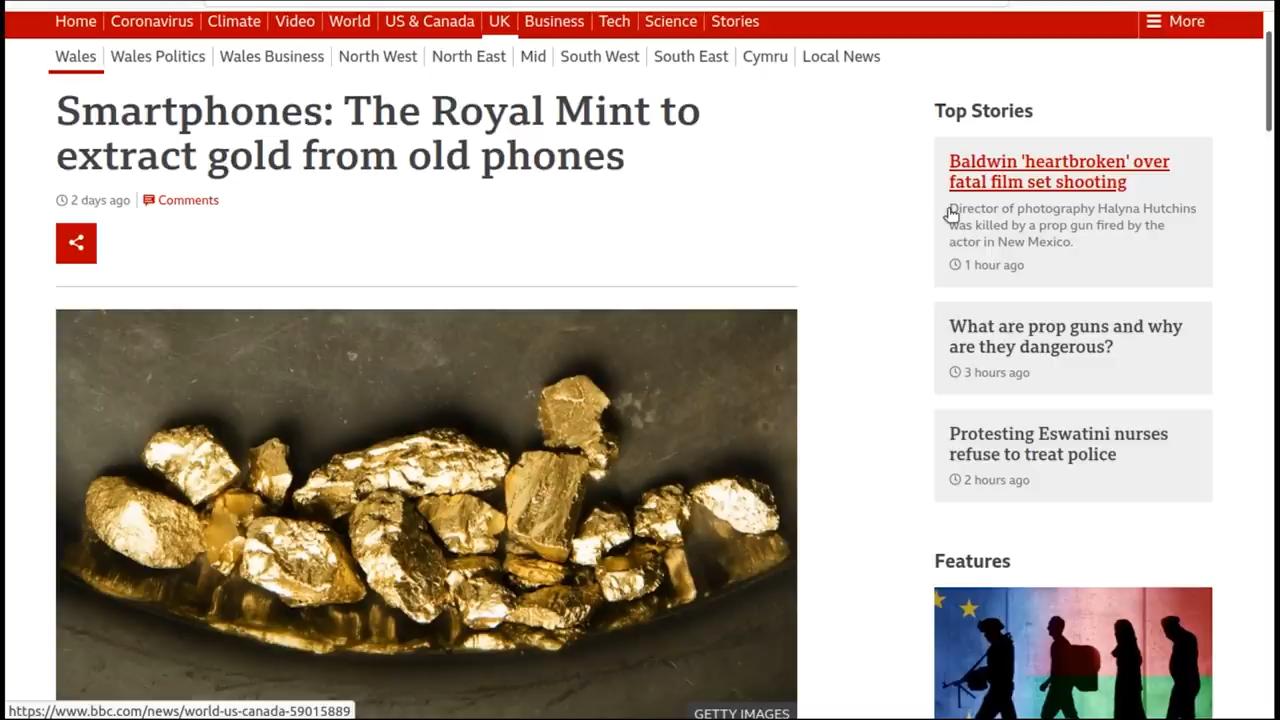 Home Coronavirus Climate Video World US & Canada UK Business Tech Science Stories More
Wales Wales Politics Wales Business North West North East Mid South West South East Cymru Local News
Smartphones: The Royal Mint to
extract gold from old phones
2 days ago Comments
Top Stories
Baldwin 'heartbroken' over
fatal film set shooting
Director of photography Halyna Hutchins
was killed by a prop gun fired by the
actor in New Mexico.
1 hour ago
What are prop guns and why
are they dangerous?
3 hours ago
Protesting Eswatini nurses
refuse to treat police
2 hours ago
Features
GETTY IMAGES
https://www.bbc.com/news/world-us-canada-59015889